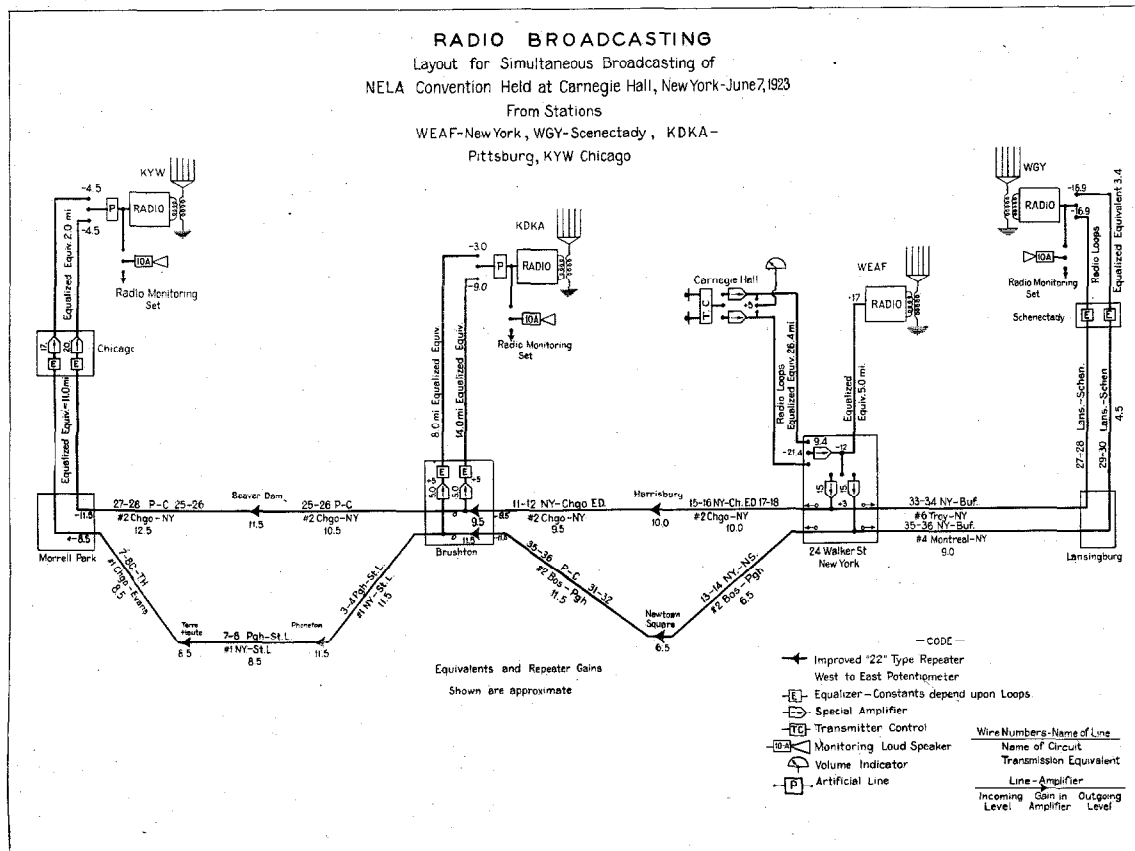 RADIO BROADCASTING
Layout for Simultaneous Broadcasting of
NELA Convention Held at Carnegie Hall, New York-June 7, 1923
From Stations
WEAF-New York, WGY-Scenectady, KDKA-
Pittsburg, KYW Chicago
KYW
-4.5
P
RADIO
-4.5
10A
Radio Monitoring
Set
Equalized Equiv. 2.0 mi
17
20
E
E
Chicago
Equalized Equiv.=11.0 mi
-11.5
-8.5
Morrell Park
KDKA
-3.0
P
RADIO
-9.0
10A
Radio Monitoring
Set
8.0 mi Equalized Equiv
14.0 mi Equalized Equiv
E
E
+5
+5
5.0
5.0
0
9.5
-8.5
0
11.5
Brushton
Carnegie Hall
T.C
+5
Radio Loops
Equalized Equiv. 26.4 mi
WEAF
-17
RADIO
Equalized
Equiv. 5.0 mi.
9.4
-21.4
-12
15
15
+3
24 Walker St
New York
WGY
RADIO
-16.9
-16.9
10A
Radio Monitoring
Set
Radio Loops
Equalized Equivalent 3.4
Schenectady
E
E
27-28 Lans.-Schen.
29-30 Lans.-Schen
4.5
Lansingburg
27-28 P-C 25-26
#2 Chgo-NY
12.5
Beaver Dam
11.5
25-26 P-C
#2 Chgo-NY
10.5
11-12 NY-Chgo ED.
#2 Chgo-NY
9.5
Harrisburg
10.0
15-16 NY-Ch. ED 17-18
#2 Chgo-NY
10.0
33-34 NY-Buf.
#6 Troy-NY
35-36 NY-Buf.
#4 Montreal-NY
9.0
7-8C-TH
#1 Chgo-Evans
8.5
Terre
Haute
8.5
7-8 Pgh-St.L.
#1 NY-St.L
8.5
Phoneton
11.5
3-4 Pgh-St.L.
#1 NY-St.L.
11.5
35-36 P-C 31-32
#2 Bos-Pgh
11.5
Newtown
Square
6.5
13-14 NY.-N.S.
#2 Bos-Pgh
6.5
Equivalents and Repeater Gains
Shown are approximate
—CODE—
Improved "22" Type Repeater
West to East Potentiometer
E Equalizer-Constants depend upon Loops
Special Amplifier
TC Transmitter Control
10-A Monitoring Loud Speaker
Volume Indicator
P Artificial Line
Wire Numbers-Name of Line
Name of Circuit
Transmission Equivalent
Line-Amplifier
Incoming Gain in Outgoing
Level Amplifier Level